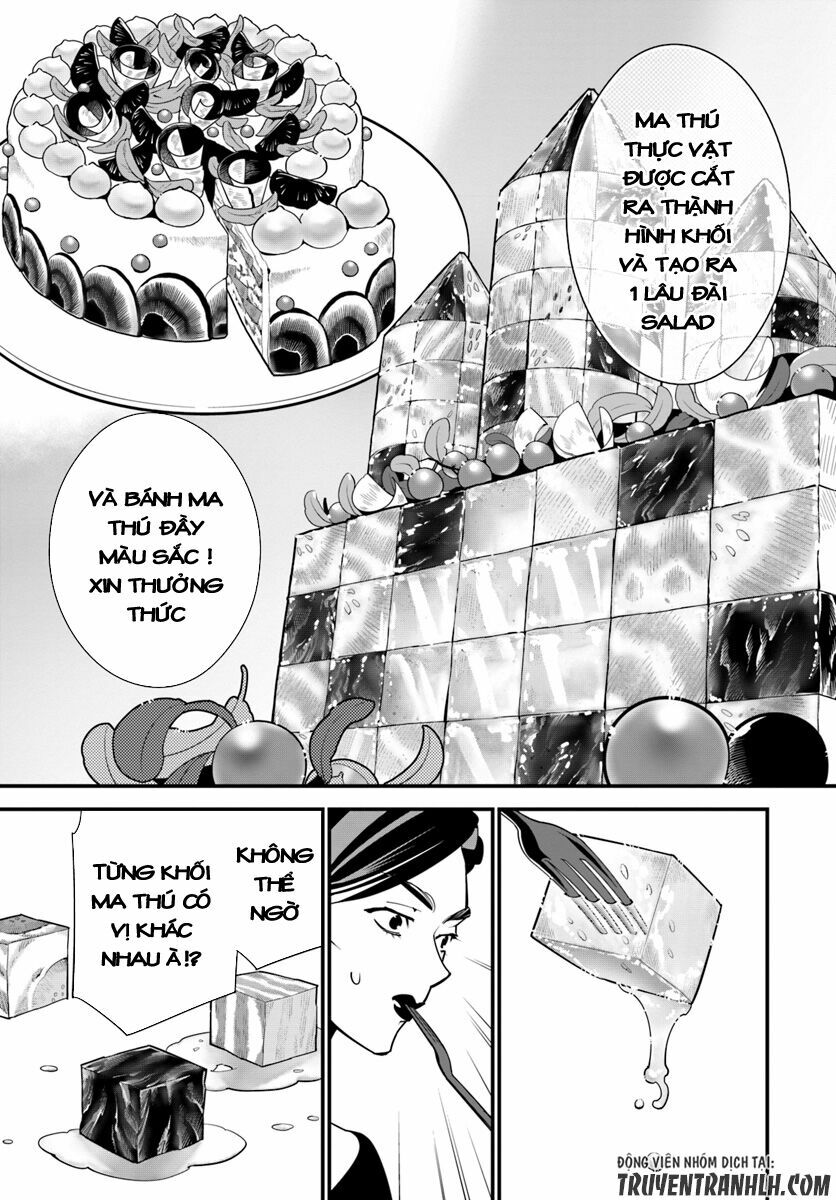 MA THÚ
THỰC VẬT
ĐƯỢC CẮT
RA THÀNH
HÌNH KHỐI
VÀ TẠO RA
1 LÂU ĐÀI
SALAD
VÀ BÁNH MA
THÚ ĐẦY
MÀU SẮC !
XIN THƯỞNG
THỨC
KHÔNG
THỂ
NGỜ
TỪNG KHỐI
MA THÚ CÓ
VỊ KHÁC
NHAU À!?
ĐỘNG VIÊN NHÓM DỊCH TẠI:
TRUYENTRANHLH.COM